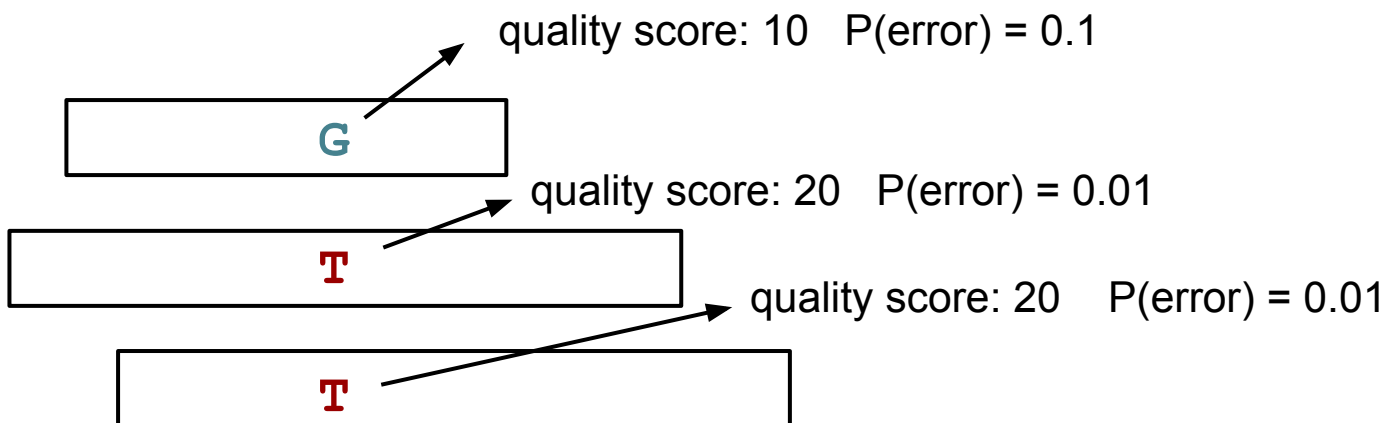 quality score: 10 P(error) = 0.1
G
quality score: 20 P(error) = 0.01
T
quality score: 20 P(error) = 0.01
T